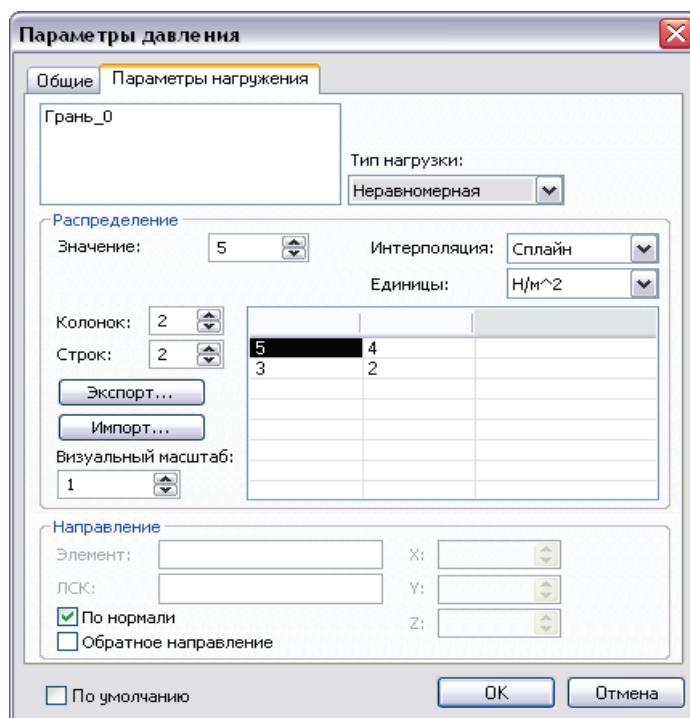 Параметры давления
Общие Параметры нагружения
Грань_0
Тип нагрузки:
Неравномерная
Распределение
Значение: 5 Интерполяция: Сплайн
Единицы: Н/м^2
Колонок: 2
Строк: 2
5 4
3 2
Экспорт...
Импорт...
Визуальный масштаб:
1
Направление
Элемент: X:
ЛСК: Y:
По нормали Z:
Обратное направление
По умолчанию OK Отмена